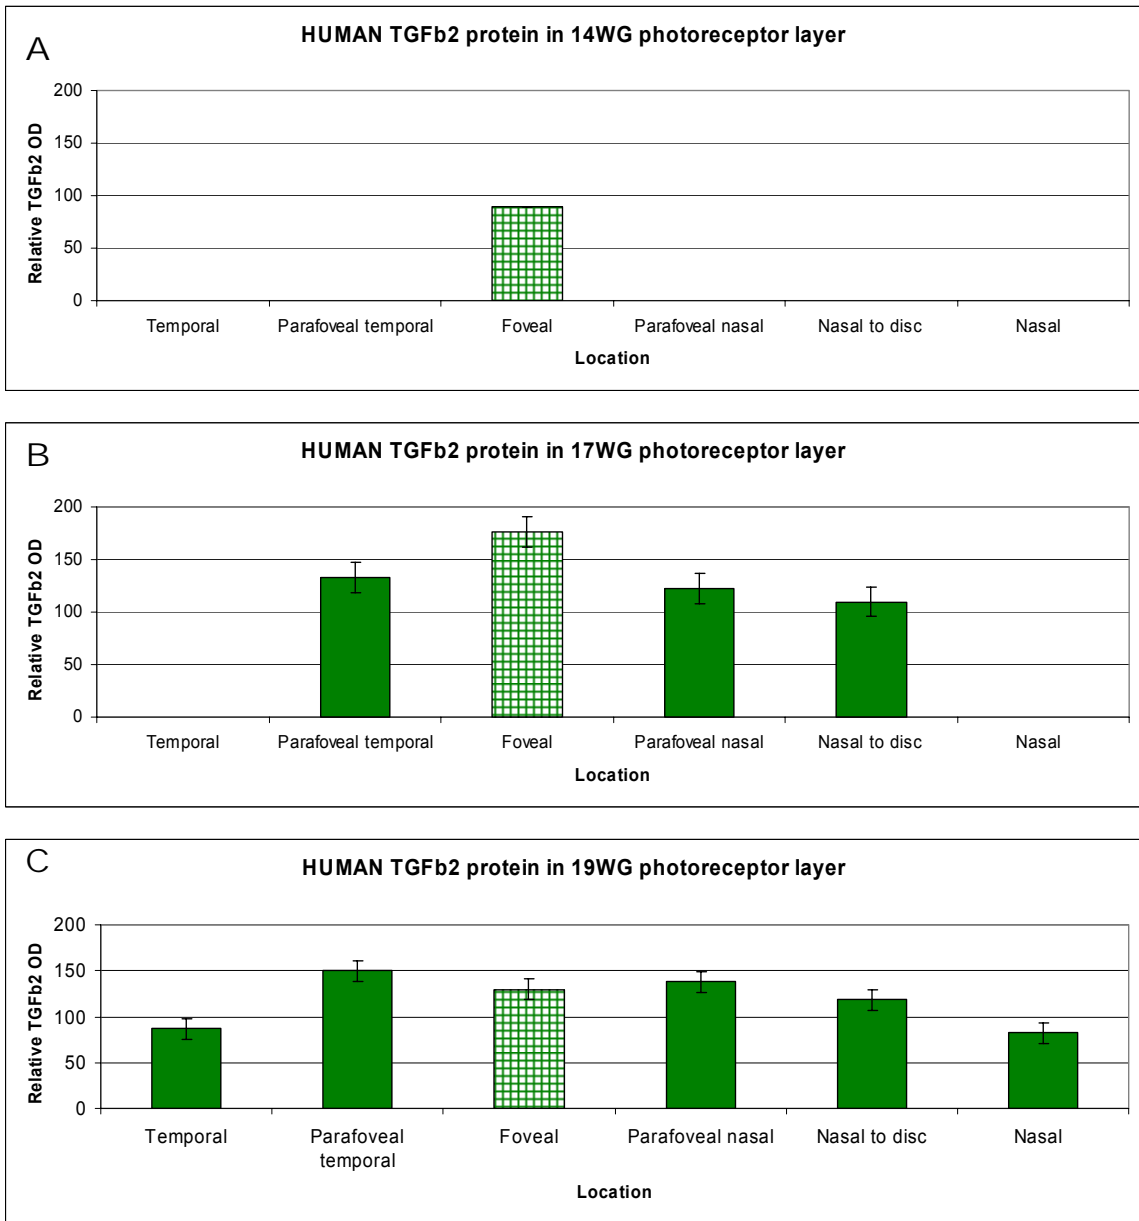 A
HUMAN TGFb2 protein in 14WG photoreceptor layer
Relative TGFb2 OD
200
150
100
50
0
Temporal Parafoveal temporal Foveal Parafoveal nasal Nasal to disc Nasal
Location
B
HUMAN TGFb2 protein in 17WG photoreceptor layer
Relative TGFb2 OD
200
150
100
50
0
Temporal Parafoveal temporal Foveal Parafoveal nasal Nasal to disc Nasal
Location
C
HUMAN TGFb2 protein in 19WG photoreceptor layer
Relative TGFb2 OD
200
150
100
50
0
Temporal Parafoveal Foveal Parafoveal nasal Nasal to disc Nasal
temporal
Location